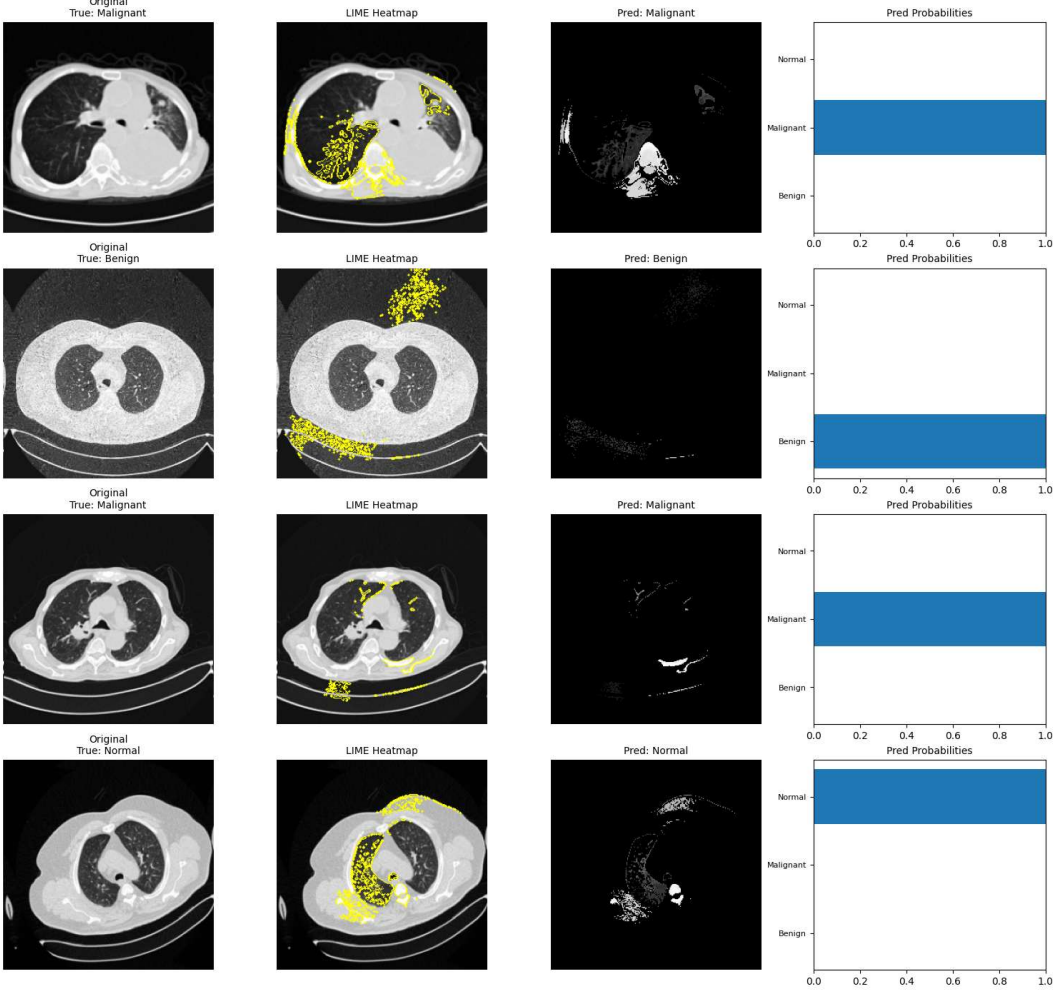 Original
True: Malignant
LIME Heatmap
Pred: Malignant
Pred Probabilities
Normal
Malignant
Benign
0.0 0.2 0.4 0.6 0.8 1.0
Original
True: Benign
LIME Heatmap
Pred: Benign
Pred Probabilities
Normal
Malignant
Benign
0.0 0.2 0.4 0.6 0.8 1.0
Original
True: Malignant
LIME Heatmap
Pred: Malignant
Pred Probabilities
Normal
Malignant
Benign
0.0 0.2 0.4 0.6 0.8 1.0
Original
True: Normal
LIME Heatmap
Pred: Normal
Pred Probabilities
Normal
Malignant
Benign
0.0 0.2 0.4 0.6 0.8 1.0